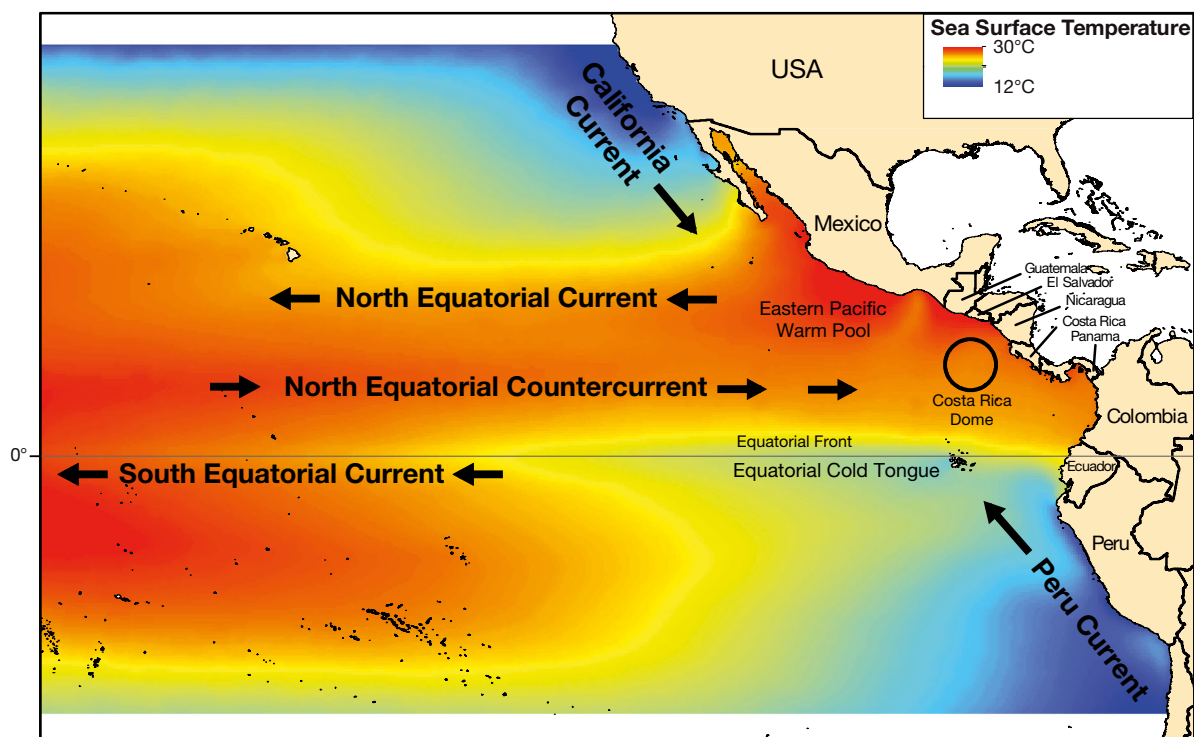 Sea Surface Temperature
30°C
12°C
USA
California
Current
Mexico
Guatemala
El Salvador
Nicaragua
Costa Rica
Panama
North Equatorial Current
Eastern Pacific
Warm Pool
North Equatorial Countercurrent
Costa Rica
Dome
Colombia
Equatorial Front
0°
South Equatorial Current
Equatorial Cold Tongue
Ecuador
Peru
Peru Current